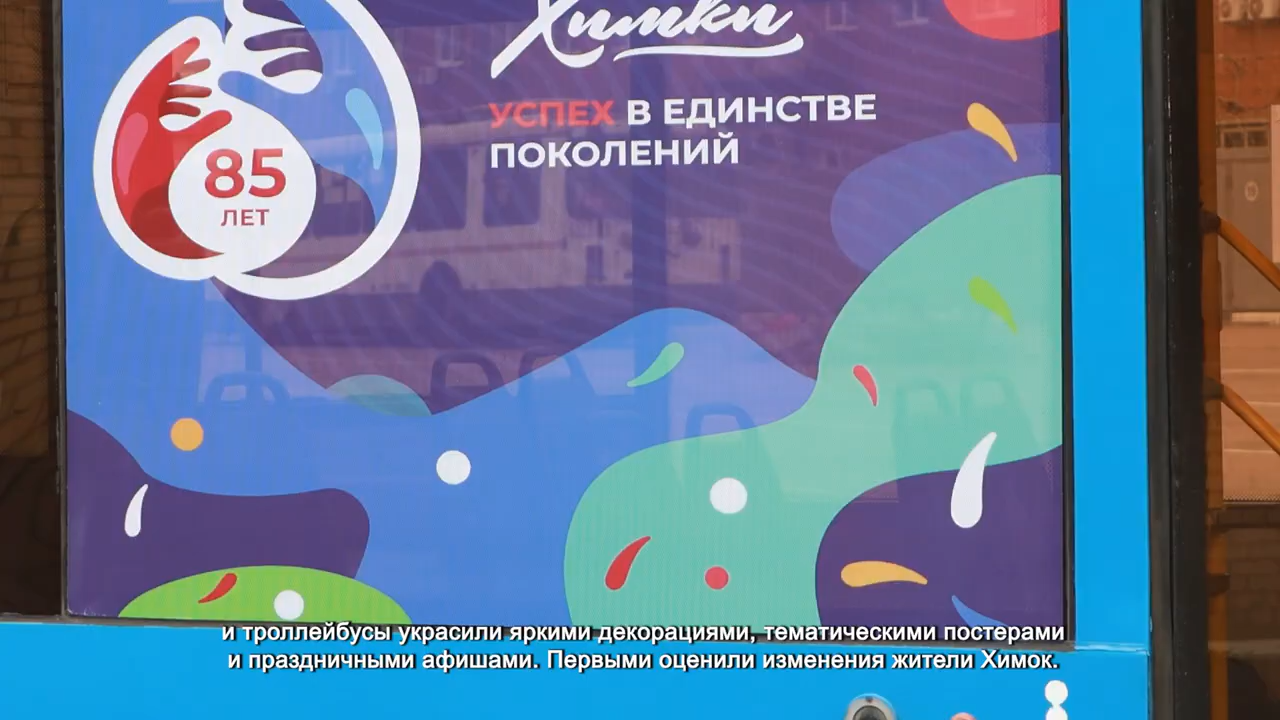 Химки
УСПЕХ В ЕДИНСТВЕ
ПОКОЛЕНИЙ
85
ЛЕТ
и троллейбусы украсили яркими декорациями, тематическими постерами
и праздничными афишами. Первыми оценили изменения жители Химок.